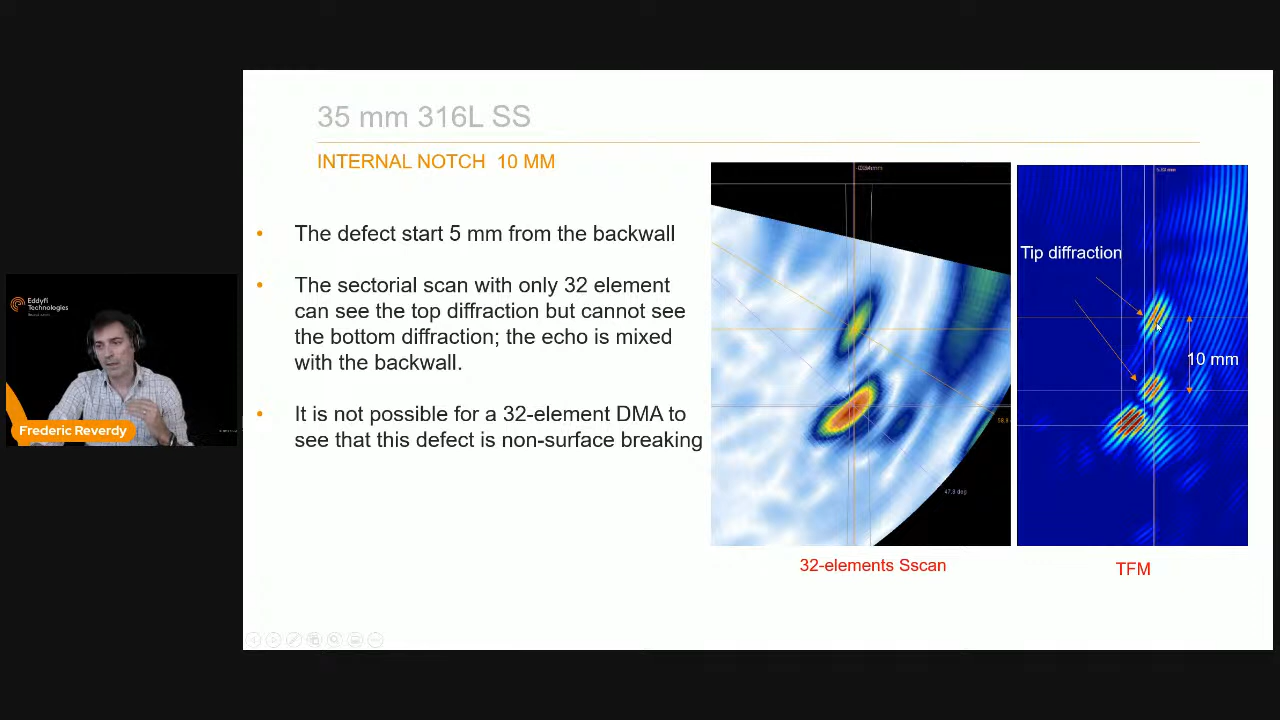 35 mm 316L SS
INTERNAL NOTCH 10 MM
The defect start 5 mm from the backwall
The sectorial scan with only 32 element
can see the top diffraction but cannot see
the bottom diffraction; the echo is mixed
with the backwall.
It is not possible for a 32-element DMA to
see that this defect is non-surface breaking
47.9 deg
32-elements Sscan
Tip diffraction
10 mm
TFM
Eddyfi
Technologies
Frederic Reverdy